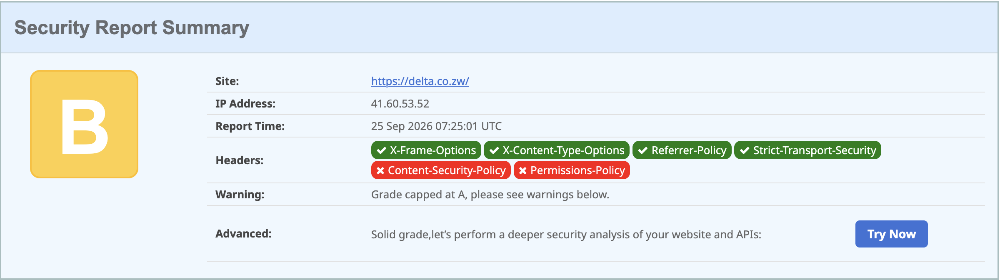 Security Report Summary
B
Site: https://delta.co.zw/
IP Address: 41.60.53.52
Report Time: 25 Sep 2026 07:25:01 UTC
Headers: X-Frame-Options X-Content-Type-Options Referrer-Policy Strict-Transport-Security
Content-Security-Policy Permissions-Policy
Warning: Grade capped at A, please see warnings below.
Advanced: Solid grade,let’s perform a deeper security analysis of your website and APIs: Try Now